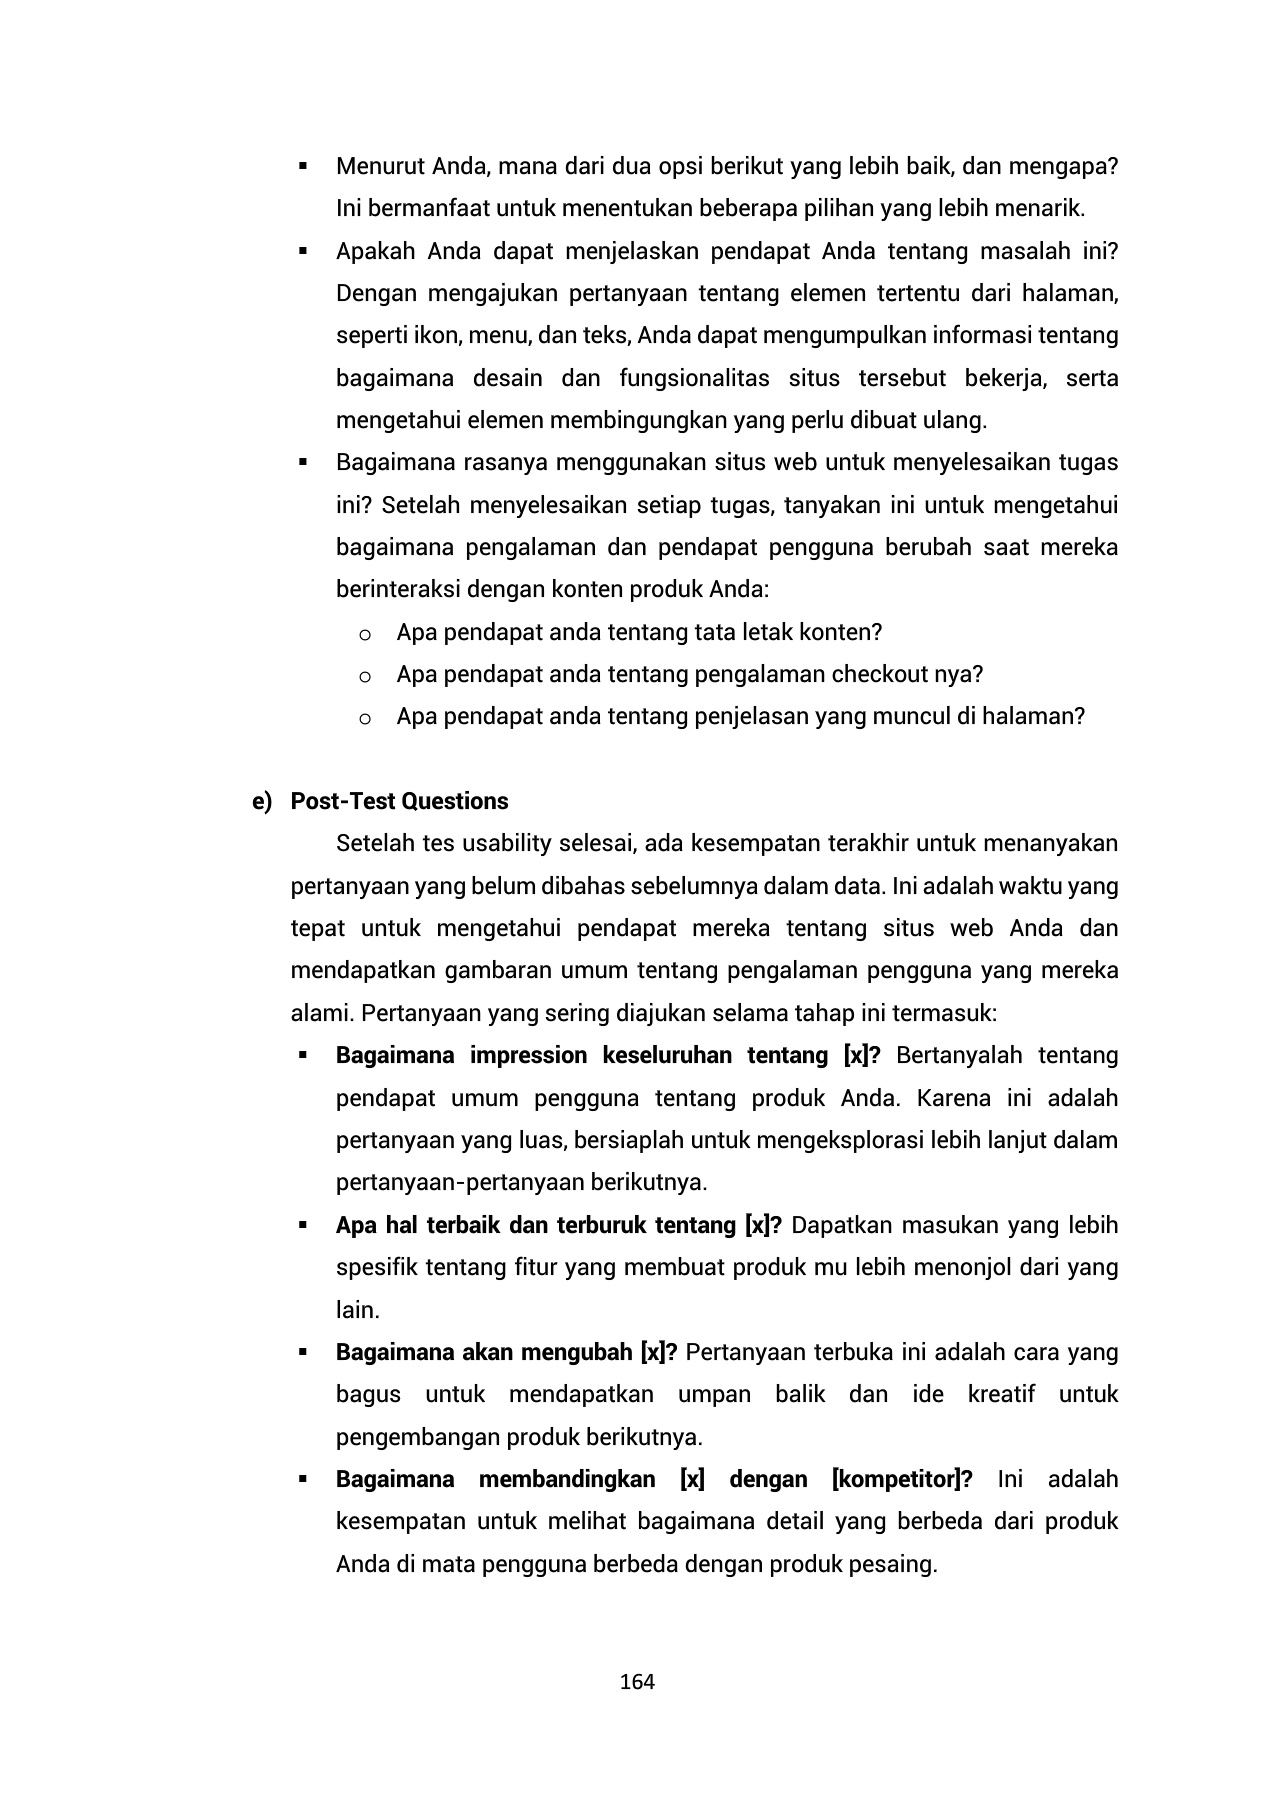 ▪ Menurut Anda, mana dari dua opsi berikut yang lebih baik, dan mengapa?
Ini bermanfaat untuk menentukan beberapa pilihan yang lebih menarik.
▪ Apakah Anda dapat menjelaskan pendapat Anda tentang masalah ini?
Dengan mengajukan pertanyaan tentang elemen tertentu dari halaman,
seperti ikon, menu, dan teks, Anda dapat mengumpulkan informasi tentang
bagaimana desain dan fungsionalitas situs tersebut bekerja, serta
mengetahui elemen membingungkan yang perlu dibuat ulang.
▪ Bagaimana rasanya menggunakan situs web untuk menyelesaikan tugas
ini? Setelah menyelesaikan setiap tugas, tanyakan ini untuk mengetahui
bagaimana pengalaman dan pendapat pengguna berubah saat mereka
berinteraksi dengan konten produk Anda:
o Apa pendapat anda tentang tata letak konten?
o Apa pendapat anda tentang pengalaman checkout nya?
o Apa pendapat anda tentang penjelasan yang muncul di halaman?
e) Post-Test Questions
Setelah tes usability selesai, ada kesempatan terakhir untuk menanyakan
pertanyaan yang belum dibahas sebelumnya dalam data. Ini adalah waktu yang
tepat untuk mengetahui pendapat mereka tentang situs web Anda dan
mendapatkan gambaran umum tentang pengalaman pengguna yang mereka
alami. Pertanyaan yang sering diajukan selama tahap ini termasuk:
▪ Bagaimana impression keseluruhan tentang [x]? Bertanyalah tentang
pendapat umum pengguna tentang produk Anda. Karena ini adalah
pertanyaan yang luas, bersiaplah untuk mengeksplorasi lebih lanjut dalam
pertanyaan-pertanyaan berikutnya.
▪ Apa hal terbaik dan terburuk tentang [x]? Dapatkan masukan yang lebih
spesifik tentang fitur yang membuat produk mu lebih menonjol dari yang
lain.
▪ Bagaimana akan mengubah [x]? Pertanyaan terbuka ini adalah cara yang
bagus untuk mendapatkan umpan balik dan ide kreatif untuk
pengembangan produk berikutnya.
▪ Bagaimana membandingkan [x] dengan [kompetitor]? Ini adalah
kesempatan untuk melihat bagaimana detail yang berbeda dari produk
Anda di mata pengguna berbeda dengan produk pesaing.
164